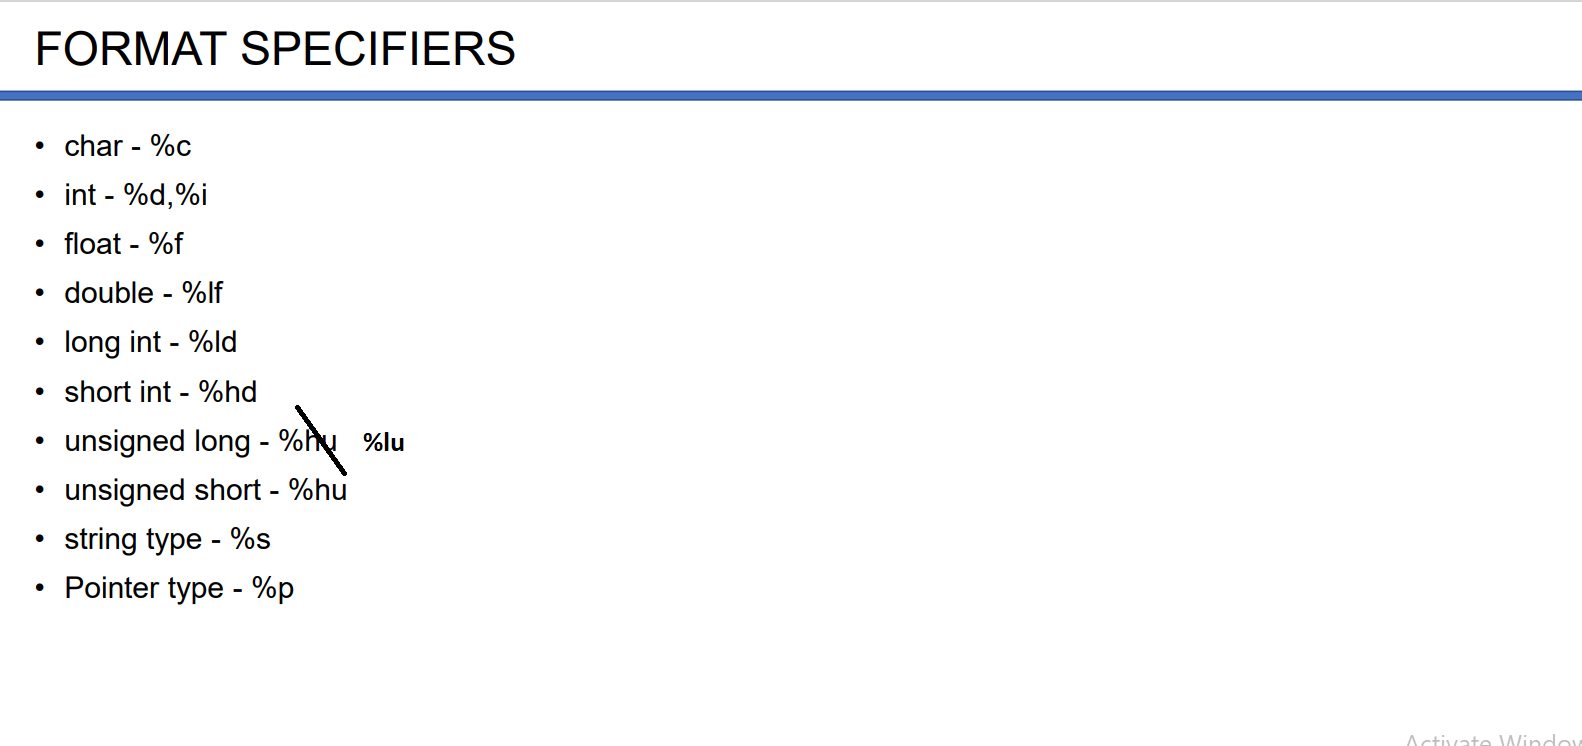 FORMAT SPECIFIERS
• char - %c
• int - %d,%i
• float - %f
• double - %lf
• long int - %ld
• short int - %hd
• unsigned long - %hu %lu
• unsigned short - %hu
• string type - %s
• Pointer type - %p
Activate Window